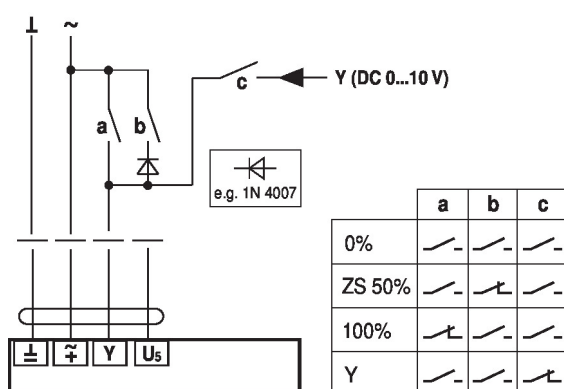 ⊥ ~
a b c Y (DC 0...10 V)
e.g. 1N 4007
a b c
0%
ZS 50%
100%
Y
⊥ ~ Y U5